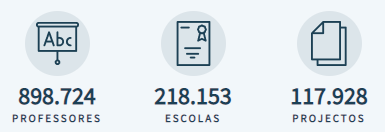 Abc
898.724 218.153 117.928
PROFESSORES ESCOLAS PROJECTOS